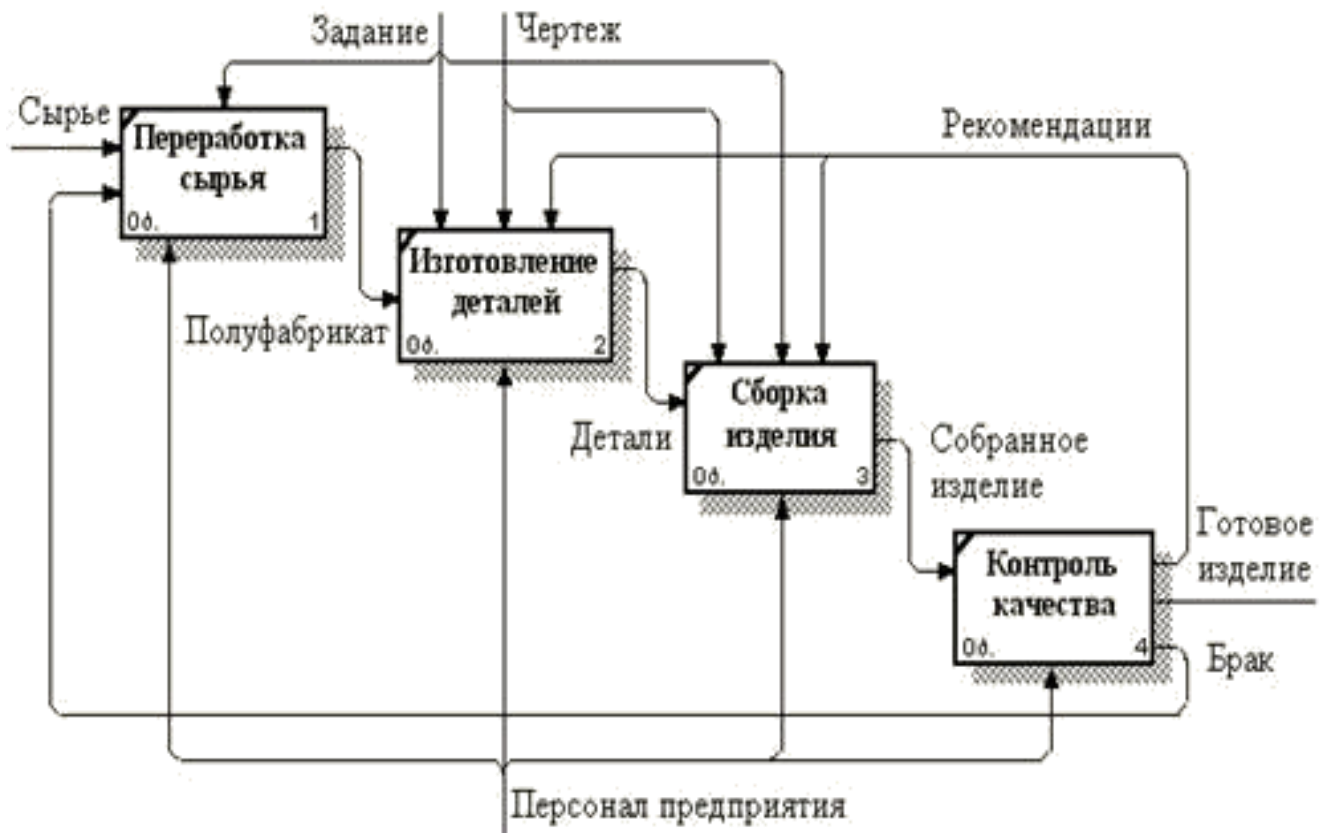 Задание
Чертеж
Сырье
Переработка
сырья
0д. 1
Рекомендации
Изготовление
деталей
0д. 2
Полуфабрикат
Сборка
изделия
0д. 3
Детали
Собранное
изделие
Контроль
качества
0д. 4
Готовое
изделие
Брак
Персонал предприятия